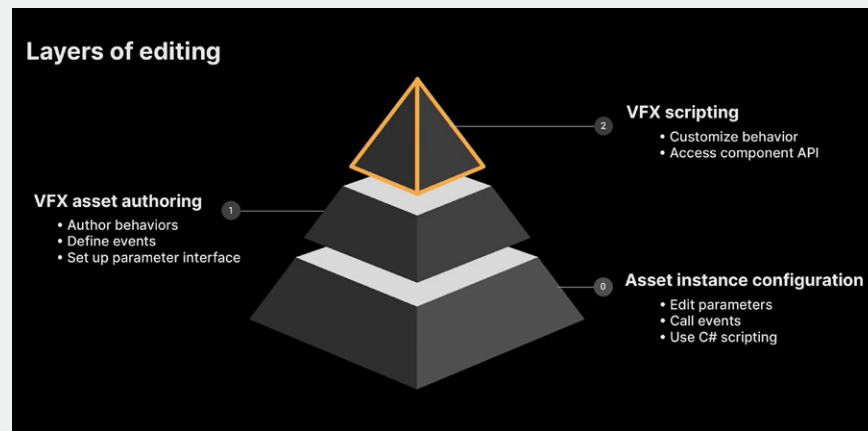 Layers of editing
2
VFX scripting
• Customize behavior
• Access component API
VFX asset authoring
1
• Author behaviors
• Define events
• Set up parameter interface
0
Asset instance configuration
• Edit parameters
• Call events
• Use C# scripting